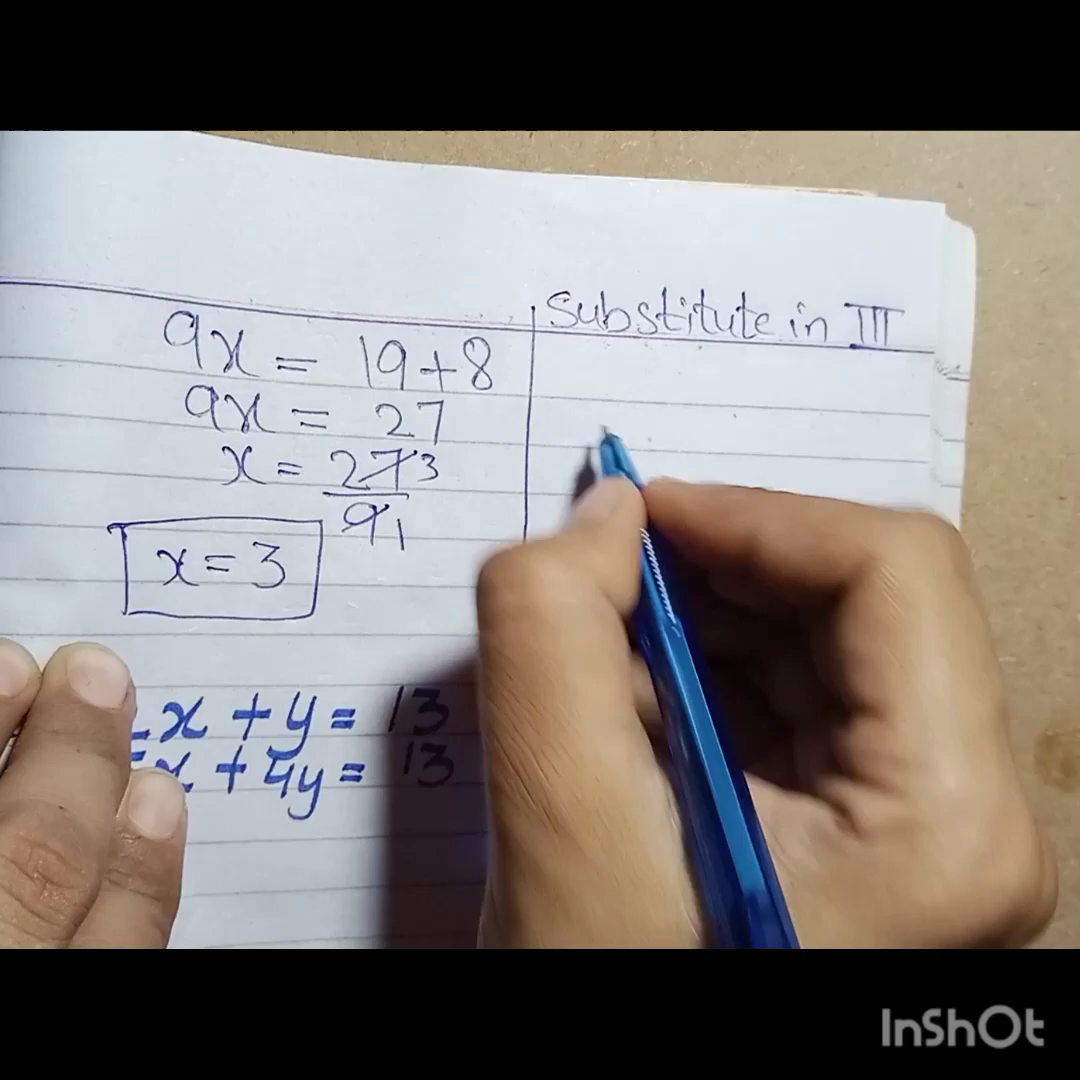 Substitute in III
9x = 19+8
9x = 27
x = 27 3
9 1
x = 3
x + y = 13
x + 4y = 13
InShOt